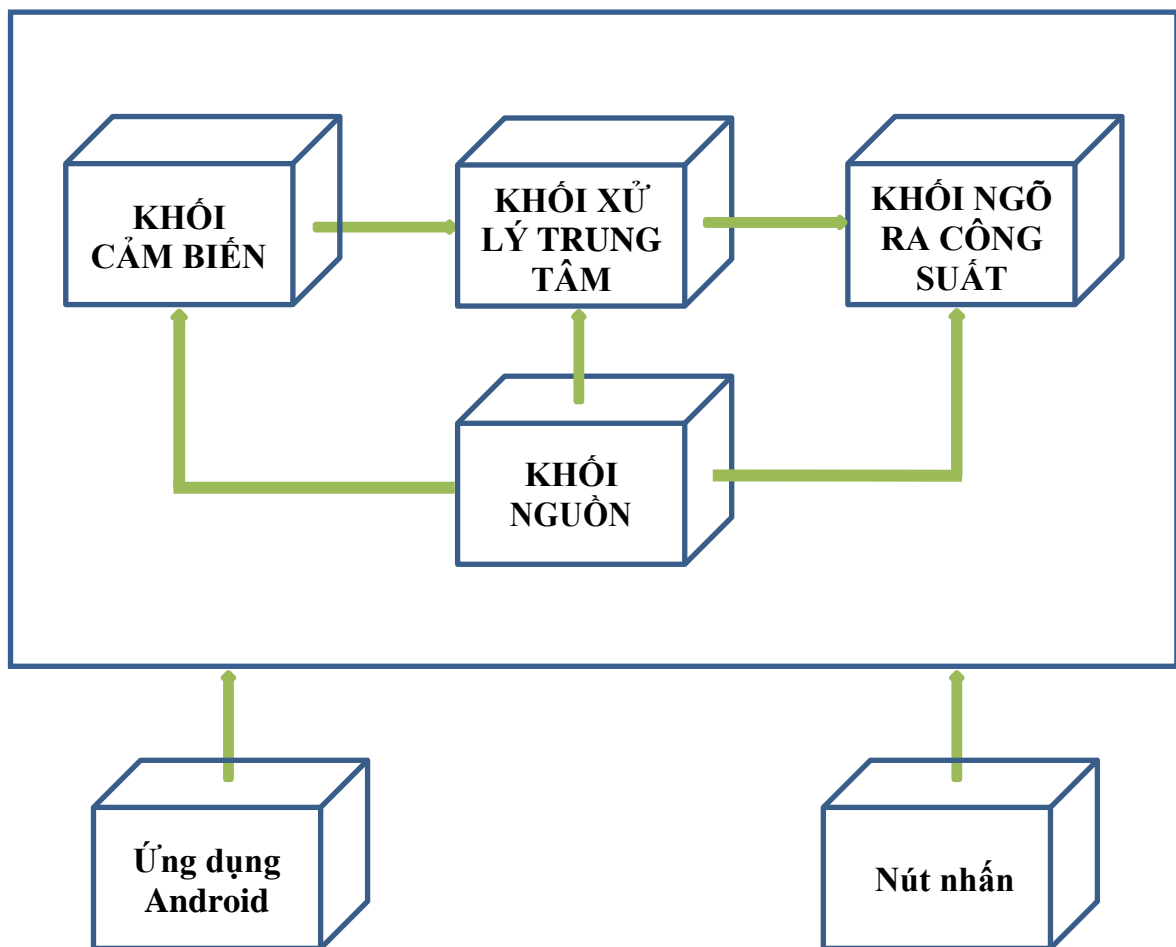 KHỐI
CẢM BIẾN
KHỐI XỬ
LÝ TRUNG
TÂM
KHỐI NGÕ
RA CÔNG
SUẤT
KHỐI
NGUỒN
Ứng dụng
Android
Nút nhấn